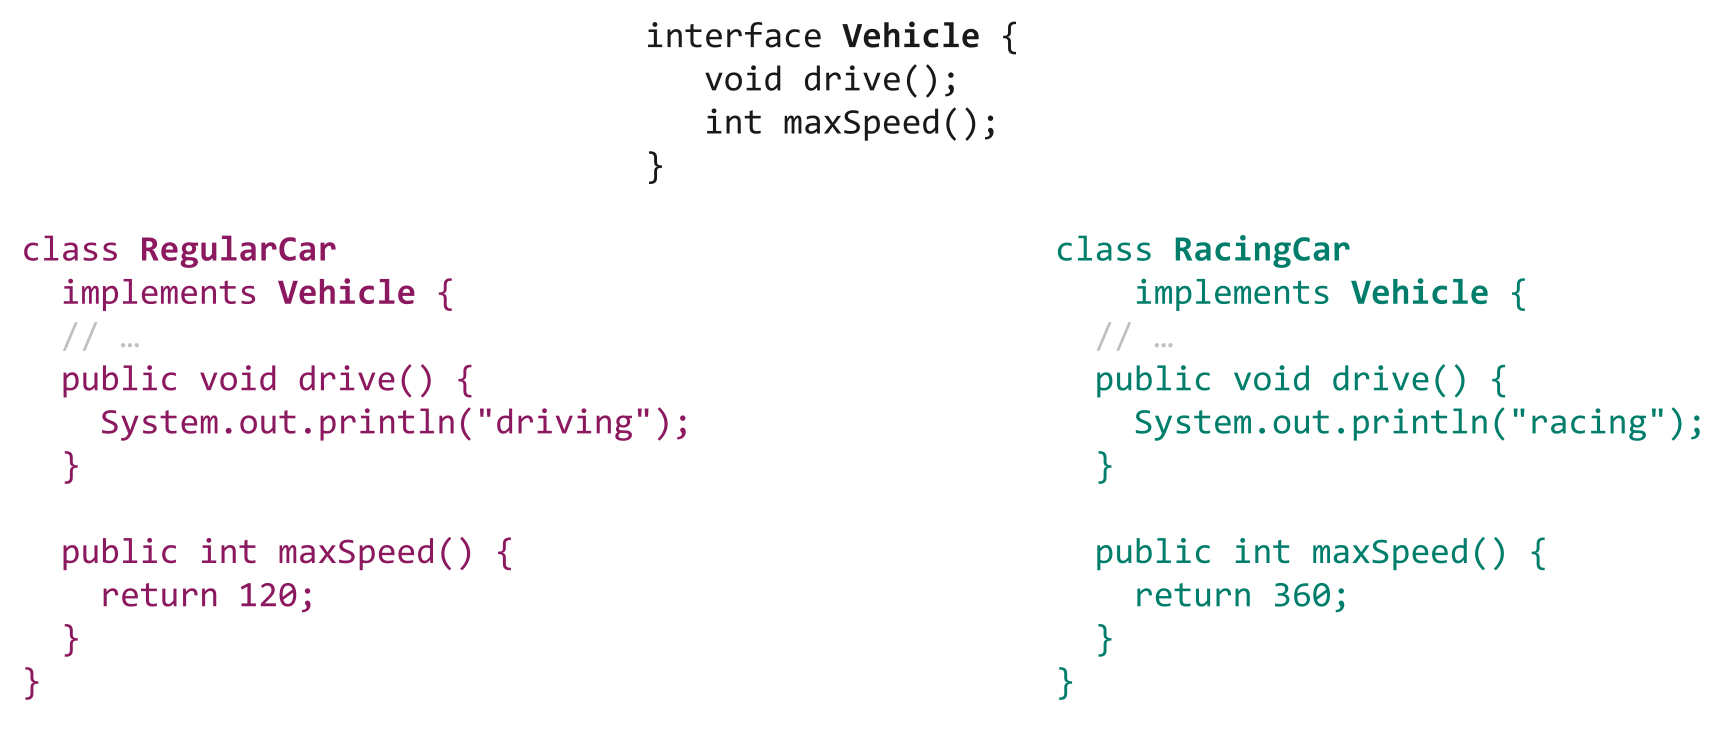 interface Vehicle {
   void drive();
   int maxSpeed();
}
class RegularCar
  implements Vehicle {
  // …
  public void drive() {
    System.out.println("driving");
  }

  public int maxSpeed() {
    return 120;
  }
}
class RacingCar
    implements Vehicle {
  // …
  public void drive() {
    System.out.println("racing");
  }

  public int maxSpeed() {
    return 360;
  }
}